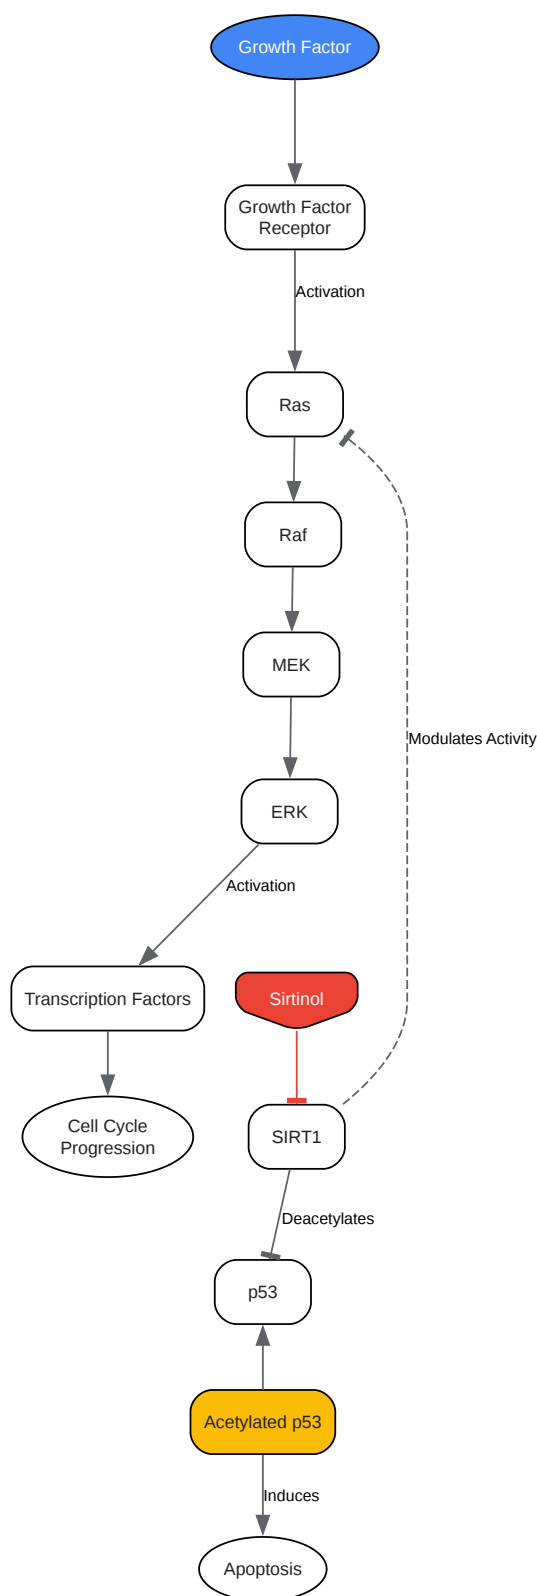 Growth Factor
Growth Factor
Receptor
Activation
Ras
Raf
MEK
Modulates Activity
ERK
Activation
Transcription Factors
Sirtinol
Cell Cycle
Progression
SIRT1
Deacetylates
p53
Acetylated p53
Induces
Apoptosis